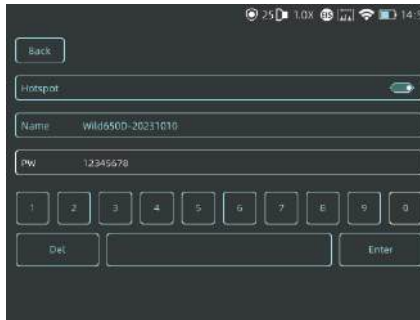 25 1.0X 14:5
Back
Hotspot
Name Wild650D-20231010
PW 12345678
1 2 3 4 5 6 7 8 9 0
Del Enter